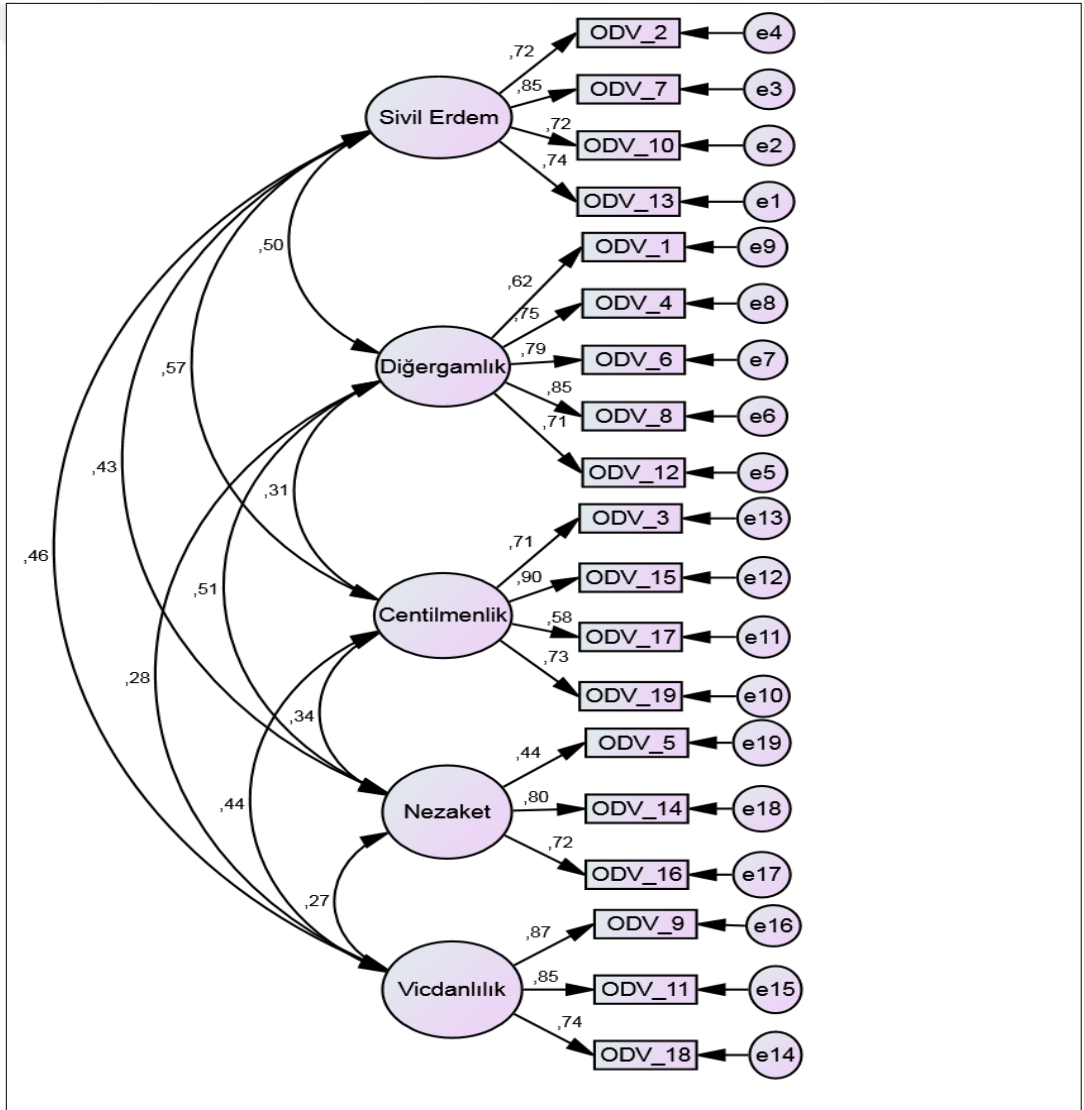 ODV_2
e4
,72
Sivil Erdem
,85
ODV_7
e3
,72
ODV_10
e2
,74
ODV_13
e1
,50
ODV_1
e9
,62
ODV_4
e8
,75
Diğergamlık
,79
ODV_6
e7
,85
ODV_8
e6
,71
ODV_12
e5
,57
,43
,31
,46
,51
,28
ODV_3
e13
,71
Centilmenlik
,90
ODV_15
e12
,58
ODV_17
e11
,73
ODV_19
e10
,34
,44
ODV_5
e19
,44
Nezaket
,80
ODV_14
e18
,72
ODV_16
e17
,27
ODV_9
e16
,87
Vicdanlılık
,85
ODV_11
e15
,74
ODV_18
e14